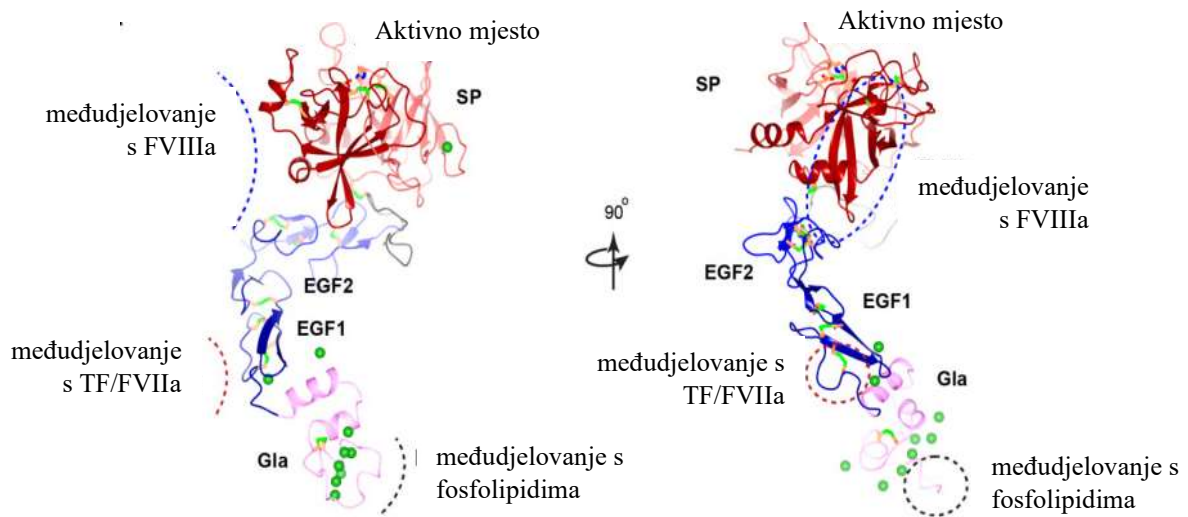 Aktivno mjesto
SP
međudjelovanje
s FVIIIa
EGF2
EGF1
međudjelovanje
s TF/FVIIa
Gla
međudjelovanje s
fosfolipidima
90°
Aktivno mjesto
SP
međudjelovanje
s FVIIIa
EGF2
EGF1
međudjelovanje s
TF/FVIIa
Gla
međudjelovanje s
fosfolipidima